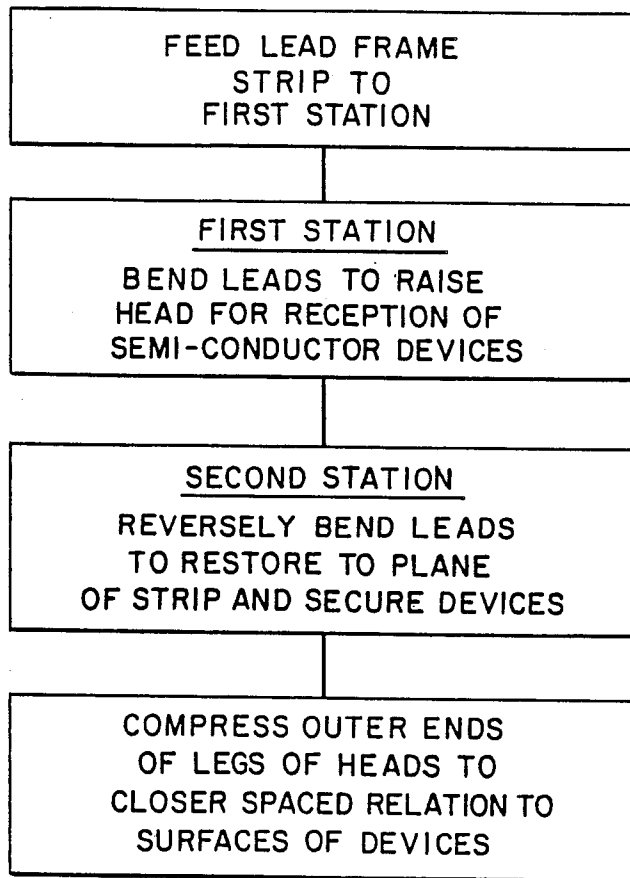 FEED LEAD FRAME
STRIP TO
FIRST STATION
FIRST STATION
BEND LEADS TO RAISE
HEAD FOR RECEPTION OF
SEMI-CONDUCTOR DEVICES
SECOND STATION
REVERSELY BEND LEADS
TO RESTORE TO PLANE
OF STRIP AND SECURE DEVICES
COMPRESS OUTER ENDS
OF LEGS OF HEADS TO
CLOSER SPACED RELATION TO
SURFACES OF DEVICES